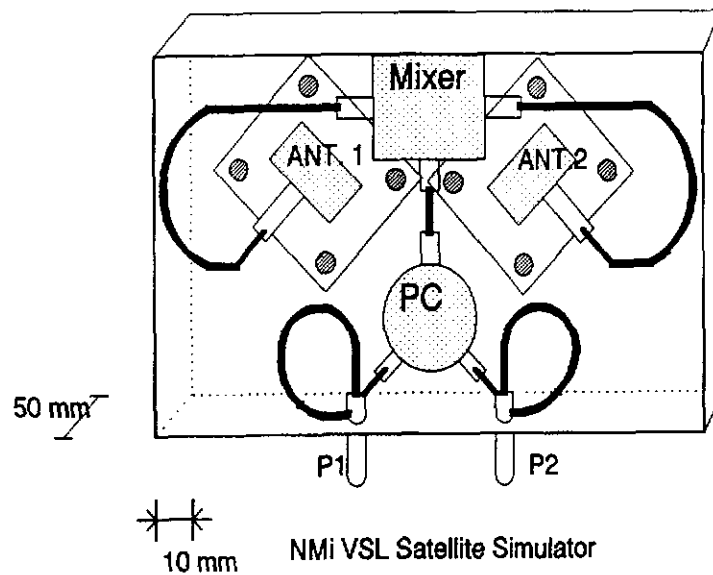 Mixer
ANT. 1
ANT.2
PC
50 mm
P1
P2
10 mm
NMi VSL Satellite Simulator